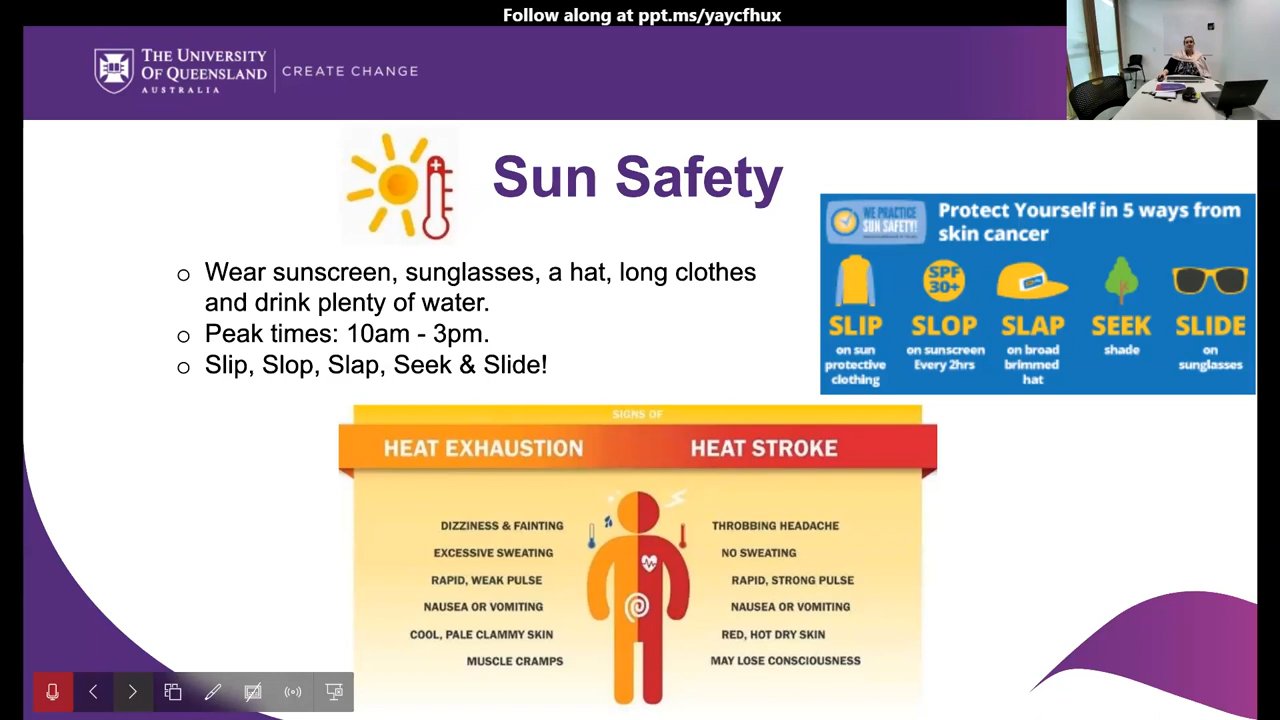 Follow along at ppt.ms/yaycfhux
THE UNIVERSITY
OF QUEENSLAND
AUSTRALIA
CREATE CHANGE
Sun Safety
Wear sunscreen, sunglasses, a hat, long clothes
and drink plenty of water.
Peak times: 10am - 3pm.
Slip, Slop, Slap, Seek & Slide!
WE PRACTICE
SUN SAFETY!
Protect Yourself in 5 ways from
skin cancer
SPF
30+
SLIP
on sun
protective
clothing
SLOP
on sunscreen
Every 2hrs
SLAP
on broad
brimmed
hat
SEEK
shade
SLIDE
on
sunglasses
SIGNS OF
HEAT EXHAUSTION
HEAT STROKE
DIZZINESS & FAINTING
EXCESSIVE SWEATING
RAPID, WEAK PULSE
NAUSEA OR VOMITING
COOL, PALE CLAMMY SKIN
MUSCLE CRAMPS
THROBBING HEADACHE
NO SWEATING
RAPID, STRONG PULSE
NAUSEA OR VOMITING
RED, HOT DRY SKIN
MAY LOSE CONSCIOUSNESS